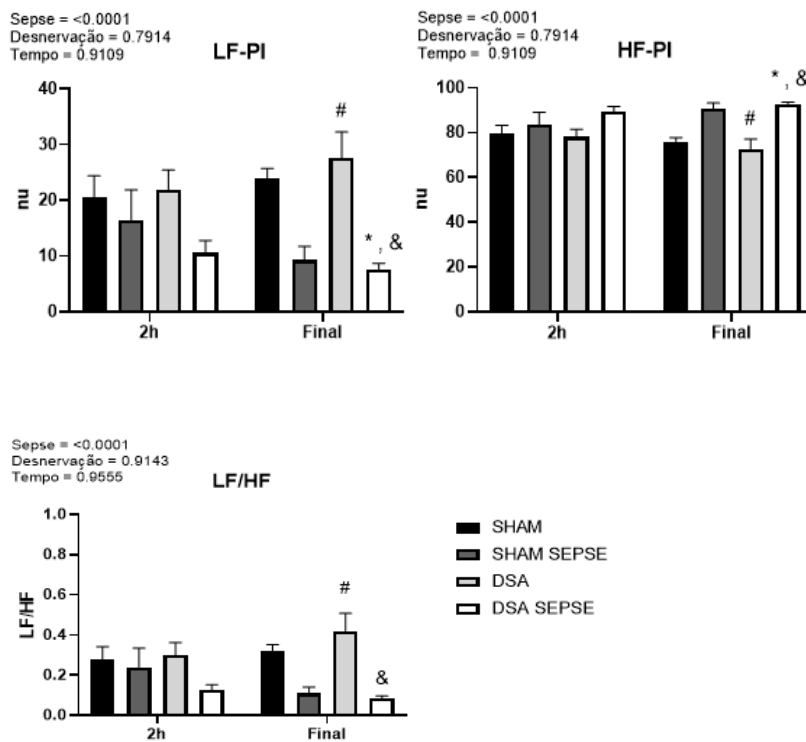 Sepse = <0.0001
Desnervação = 0.7914
Tempo = 0.9109
LF-PI
nu
40
30
20
10
0
#
* , &
2h
Final
Sepse = <0.0001
Desnervação = 0.7914
Tempo = 0.9109
HF-PI
nu
100
80
60
40
20
0
#
* , &
2h
Final
Sepse = <0.0001
Desnervação = 0.9143
Tempo = 0.9555
LF/HF
LF/HF
1.0
0.8
0.6
0.4
0.2
0.0
#
&
2h
Final
SHAM
SHAM SEPSE
DSA
DSA SEPSE